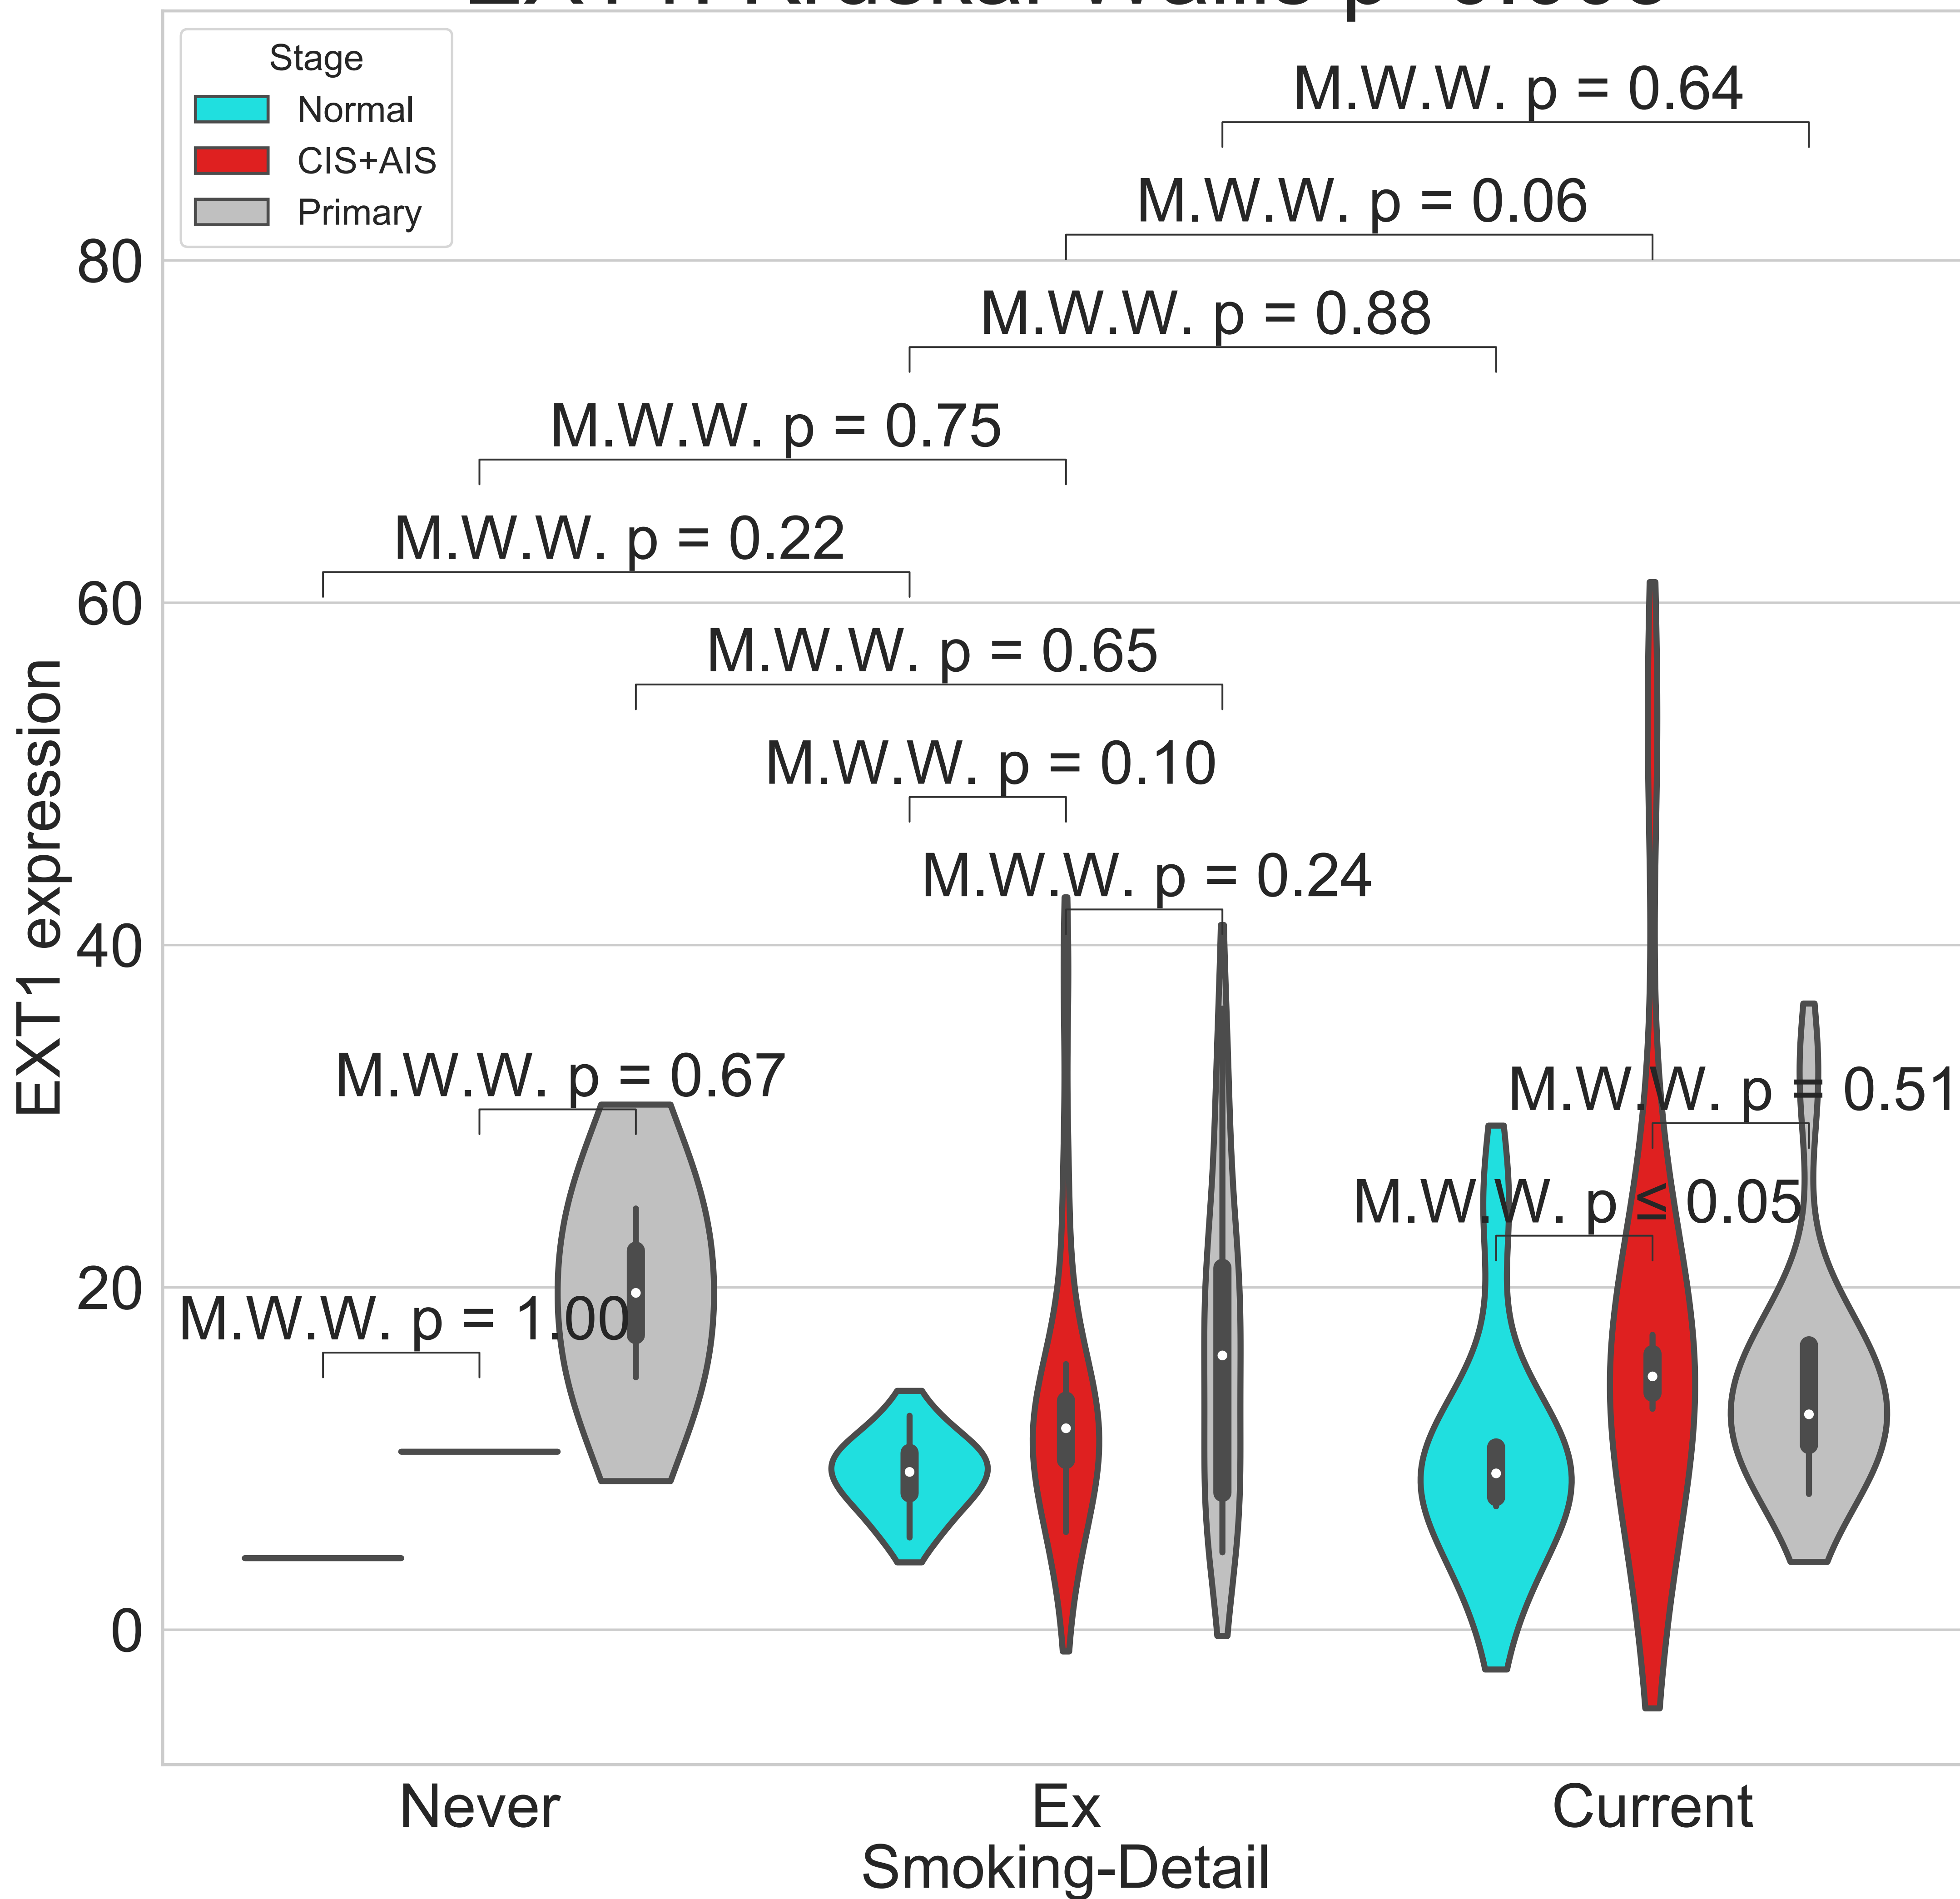 Stage
Normal
CIS+AIS
Primary
M.W.W. p = 0.64
M.W.W. p = 0.06
80
M.W.W. p = 0.88
M.W.W. p = 0.75
M.W.W. p = 0.22
60
M.W.W. p = 0.65
M.W.W. p = 0.10
M.W.W. p = 0.24
EXT1 expression
40
M.W.W. p = 0.67
M.W.W. p = 0.51
M.W.W. p ≤ 0.05
20
M.W.W. p = 1.00
0
Never
Ex
Current
Smoking-Detail